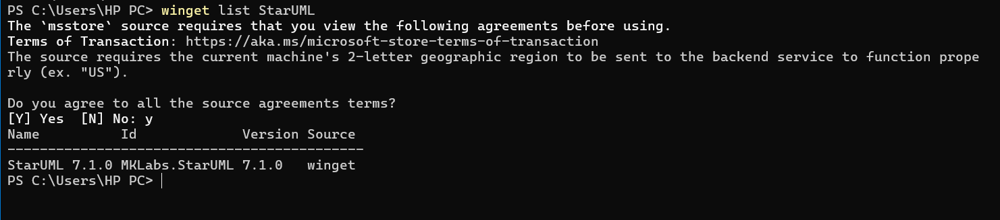 PS C:\Users\HP PC> winget list StarUML
The `msstore` source requires that you view the following agreements before using.
Terms of Transaction: https://aka.ms/microsoft-store-terms-of-transaction
The source requires the current machine's 2-letter geographic region to be sent to the backend service to function prope
rly (ex. "US").
Do you agree to all the source agreements terms?
[Y] Yes  [N] No: y
Name          Id             Version Source
--------------------------------------------
StarUML 7.1.0 MKLabs.StarUML 7.1.0   winget
PS C:\Users\HP PC>